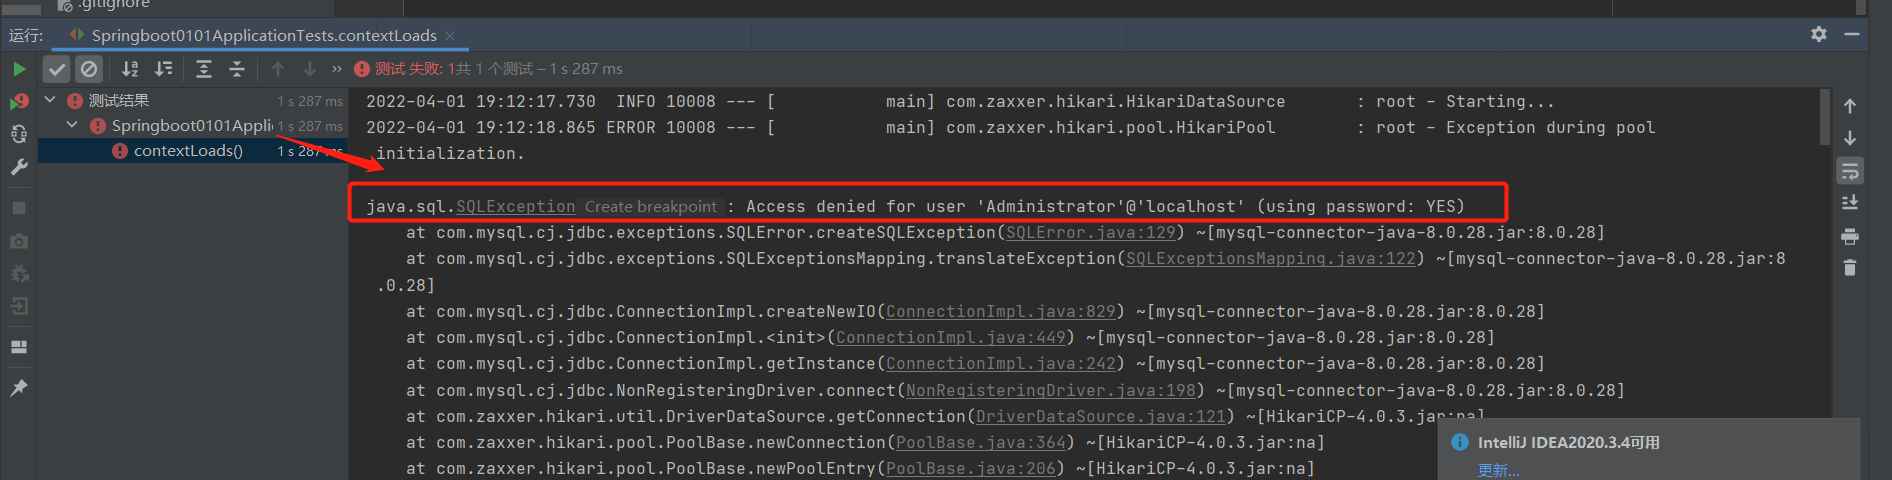 .gitignore
运行: Springboot0101ApplicationTests.contextLoads ×
» 测试 失败: 1共 1 个测试 – 1 s 287 ms
测试结果 1 s 287 ms
Springboot0101Appli 1 s 287 ms
contextLoads() 1 s 287 ms
2022-04-01 19:12:17.730  INFO 10008 --- [           main] com.zaxxer.hikari.HikariDataSource       : root - Starting...
2022-04-01 19:12:18.865 ERROR 10008 --- [           main] com.zaxxer.hikari.pool.HikariPool        : root - Exception during pool
initialization.
java.sql.SQLException Create breakpoint : Access denied for user 'Administrator'@'localhost' (using password: YES)
at com.mysql.cj.jdbc.exceptions.SQLError.createSQLException(SQLError.java:129) ~[mysql-connector-java-8.0.28.jar:8.0.28]
at com.mysql.cj.jdbc.exceptions.SQLExceptionsMapping.translateException(SQLExceptionsMapping.java:122) ~[mysql-connector-java-8.0.28.jar:8
.0.28]
at com.mysql.cj.jdbc.ConnectionImpl.createNewIO(ConnectionImpl.java:829) ~[mysql-connector-java-8.0.28.jar:8.0.28]
at com.mysql.cj.jdbc.ConnectionImpl.<init>(ConnectionImpl.java:449) ~[mysql-connector-java-8.0.28.jar:8.0.28]
at com.mysql.cj.jdbc.ConnectionImpl.getInstance(ConnectionImpl.java:242) ~[mysql-connector-java-8.0.28.jar:8.0.28]
at com.mysql.cj.jdbc.NonRegisteringDriver.connect(NonRegisteringDriver.java:198) ~[mysql-connector-java-8.0.28.jar:8.0.28]
at com.zaxxer.hikari.util.DriverDataSource.getConnection(DriverDataSource.java:121) ~[HikariCP-4.0.3.jar:na]
at com.zaxxer.hikari.pool.PoolBase.newConnection(PoolBase.java:364) ~[HikariCP-4.0.3.jar:na]
at com.zaxxer.hikari.pool.PoolBase.newPoolEntry(PoolBase.java:206) ~[HikariCP-4.0.3.jar:na]
IntelliJ IDEA2020.3.4可用
更新...